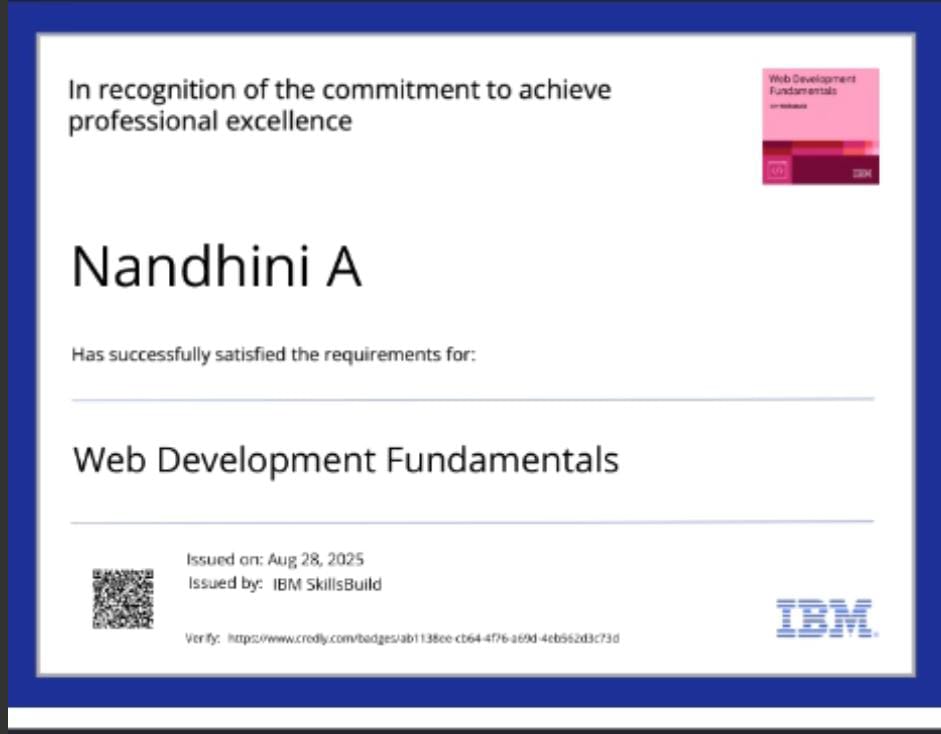 In recognition of the commitment to achieve
professional excellence
Web Development
Fundamentals
IBM
Nandhini A
Has successfully satisfied the requirements for:
Web Development Fundamentals
Issued on: Aug 28, 2025
Issued by: IBM SkillsBuild
Verify: https://www.credly.com/badges/ab1138ee-cb64-4f76-a69d-4eb562d3c73d
IBM